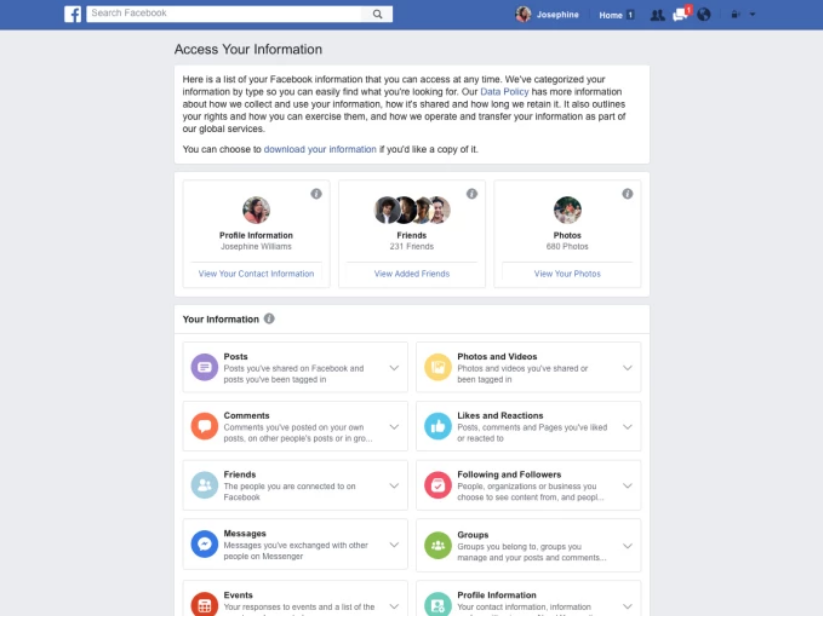 f
Search Facebook
Josephine
Home 1
1
Access Your Information
Here is a list of your Facebook information that you can access at any time. We've categorized your
information by type so you can easily find what you're looking for. Our Data Policy has more information
about how we collect and use your information, how it's shared and how long we retain it. It also outlines
your rights and how you can exercise them, and how we operate and transfer your information as part of
our global services.
You can choose to download your information if you'd like a copy of it.
Profile Information
Josephine Williams
View Your Contact Information
Friends
231 Friends
View Added Friends
Photos
680 Photos
View Your Photos
Your Information
Posts
Posts you've shared on Facebook and
posts you've been tagged in
Photos and Videos
Photos and videos you've shared or
been tagged in
Comments
Comments you've posted on your own
posts, on other people's posts or in gro...
Likes and Reactions
Posts, comments and Pages you've liked
or reacted to
Friends
The people you are connected to on
Facebook
Following and Followers
People, organizations or business you
choose to see content from, and peopl...
Messages
Messages you've exchanged with other
people on Messenger
Groups
Groups you belong to, groups you
manage and your posts and comments...
Events
Your responses to events and a list of the
Profile Information
Your contact information, information